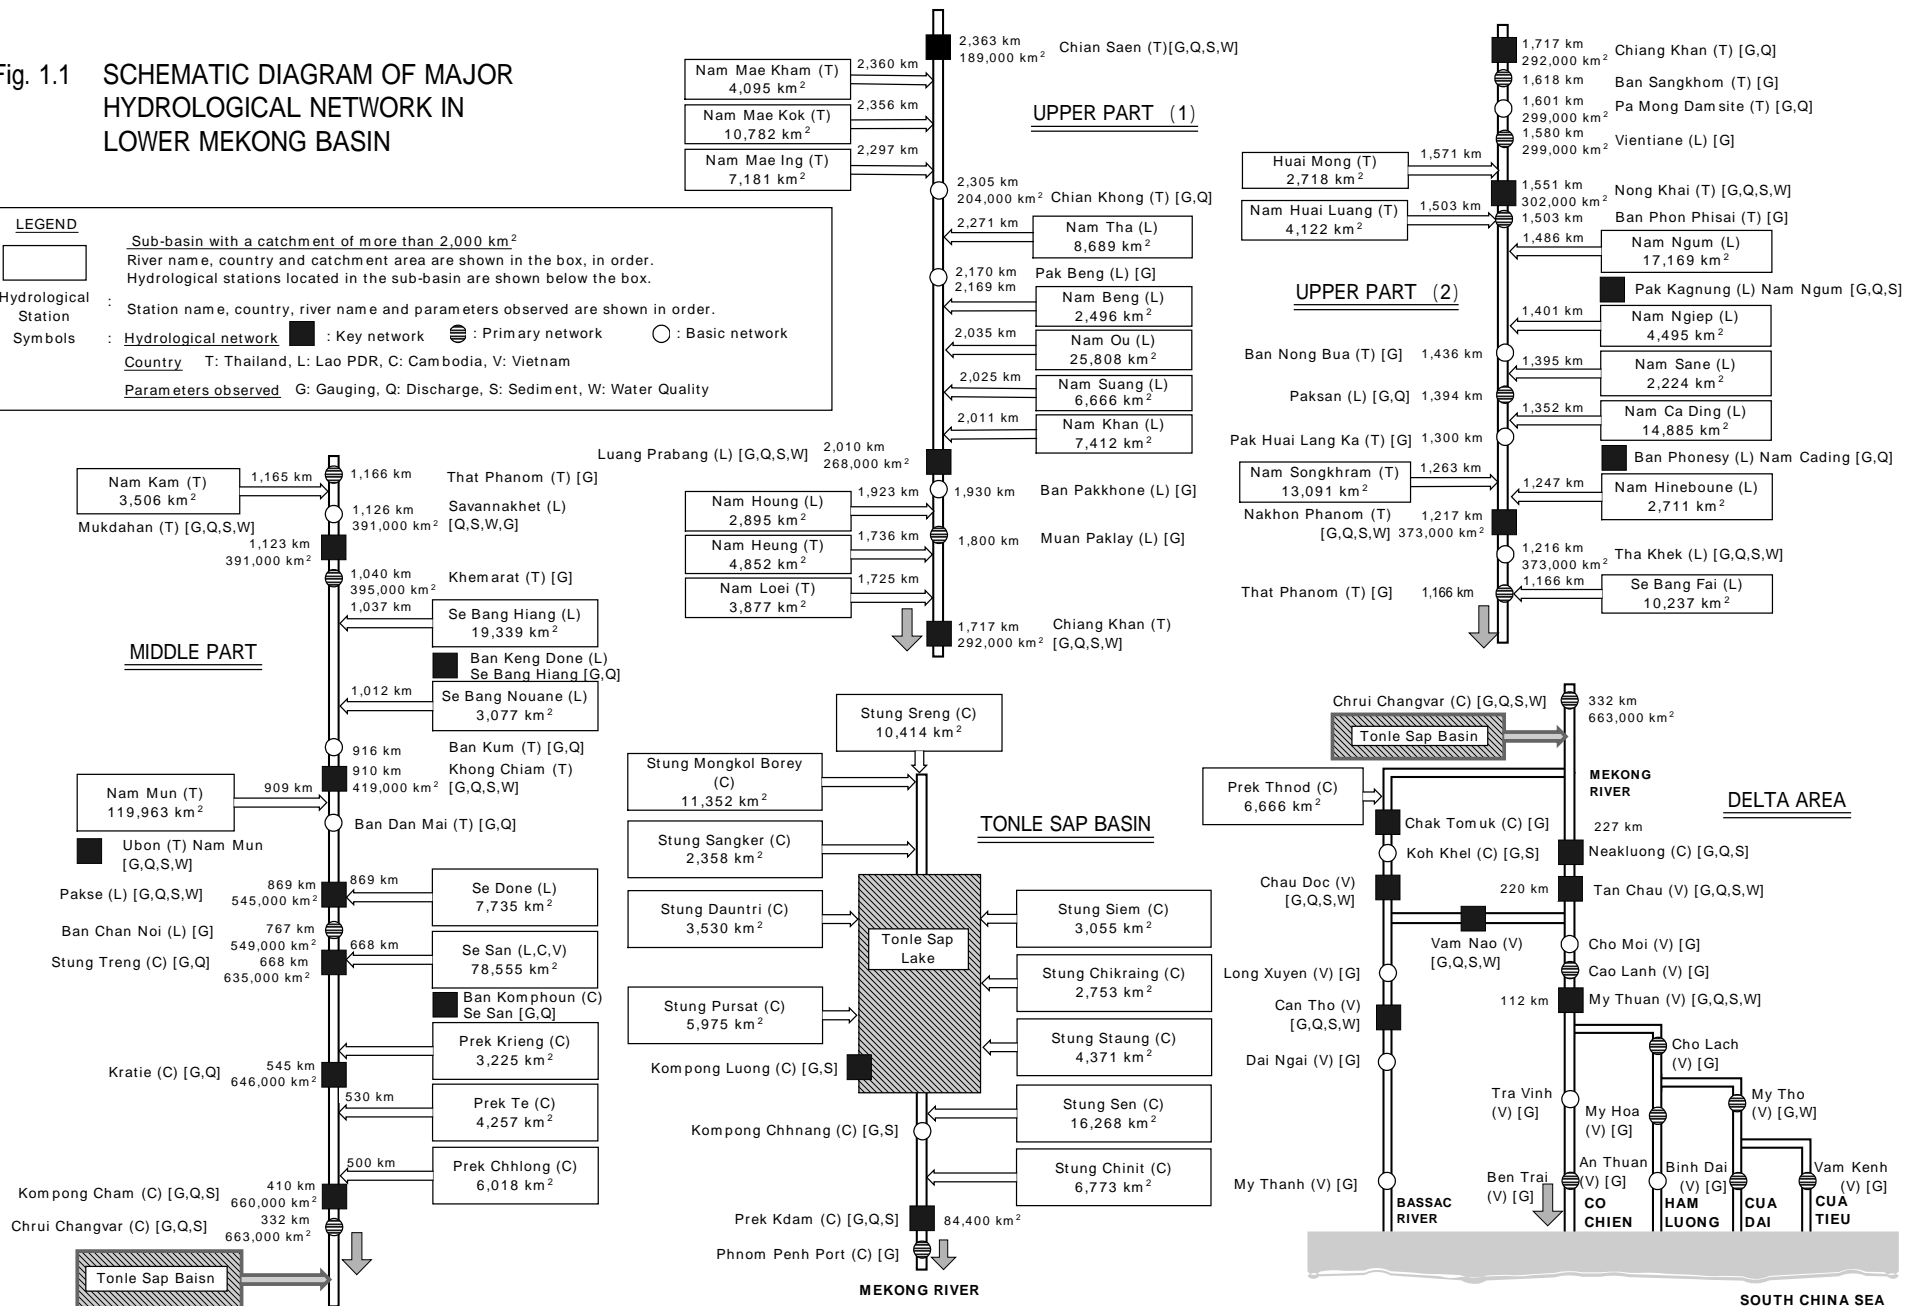 Fig. 1.1 SCHEMATIC DIAGRAM OF MAJOR
HYDROLOGICAL NETWORK IN
LOWER MEKONG BASIN
LEGEND
Sub-basin with a catchment of more than 2,000 km²
River name, country and catchment area are shown in the box, in order.
Hydrological stations located in the sub-basin are shown below the box.
Hydrological
Station
:
Station name, country, river name and parameters observed are shown in order.
Symbols : Hydrological network : Key network : Primary network : Basic network
Country T: Thailand, L: Lao PDR, C: Cambodia, V: Vietnam
Parameters observed G: Gauging, Q: Discharge, S: Sediment, W: Water Quality
UPPER PART (1)
2,363 km
189,000 km²
Chian Saen (T)[G,Q,S,W]
Nam Mae Kham (T)
4,095 km²
2,360 km
Nam Mae Kok (T)
10,782 km²
2,356 km
Nam Mae Ing (T)
7,181 km²
2,297 km
2,305 km
204,000 km² Chian Khong (T) [G,Q]
2,271 km
Nam Tha (L)
8,689 km²
2,170 km Pak Beng (L) [G]
2,169 km
Nam Beng (L)
2,496 km²
2,035 km
Nam Ou (L)
25,808 km²
2,025 km
Nam Suang (L)
6,666 km²
2,011 km
Nam Khan (L)
7,412 km²
Luang Prabang (L) [G,Q,S,W]
2,010 km
268,000 km²
Nam Houng (L)
2,895 km²
1,923 km
1,930 km Ban Pakkhone (L) [G]
Nam Heung (T)
4,852 km²
1,736 km
1,800 km Muan Paklay (L) [G]
Nam Loei (T)
3,877 km²
1,725 km
1,717 km
292,000 km²
Chiang Khan (T)
[G,Q,S,W]
UPPER PART (2)
1,717 km
292,000 km²
Chiang Khan (T) [G,Q]
1,618 km Ban Sangkhom (T) [G]
1,601 km
299,000 km²
Pa Mong Damsite (T) [G,Q]
1,580 km
299,000 km²
Vientiane (L) [G]
Huai Mong (T)
2,718 km²
1,571 km
1,551 km
302,000 km²
Nong Khai (T) [G,Q,S,W]
Nam Huai Luang (T)
4,122 km²
1,503 km
1,503 km Ban Phon Phisai (T) [G]
1,486 km
Nam Ngum (L)
17,169 km²
Pak Kagnung (L) Nam Ngum [G,Q,S]
1,401 km
Nam Ngiep (L)
4,495 km²
Ban Nong Bua (T) [G] 1,436 km
1,395 km
Nam Sane (L)
2,224 km²
Paksan (L) [G,Q] 1,394 km
1,352 km
Nam Ca Ding (L)
14,885 km²
Pak Huai Lang Ka (T) [G] 1,300 km
Ban Phonesy (L) Nam Cading [G,Q]
Nam Songkhram (T)
13,091 km²
1,263 km
1,247 km
Nam Hineboune (L)
2,711 km²
Nakhon Phanom (T)
[G,Q,S,W]
1,217 km
373,000 km²
1,216 km
373,000 km²
Tha Khek (L) [G,Q,S,W]
That Phanom (T) [G] 1,166 km
1,166 km
Se Bang Fai (L)
10,237 km²
MIDDLE PART
Nam Kam (T)
3,506 km²
1,165 km
1,166 km That Phanom (T) [G]
1,126 km
391,000 km²
Savannakhet (L)
[Q,S,W,G]
Mukdahan (T) [G,Q,S,W]
1,123 km
391,000 km²
1,040 km
395,000 km²
Khemarat (T) [G]
1,037 km
Se Bang Hiang (L)
19,339 km²
Ban Keng Done (L)
Se Bang Hiang [G,Q]
1,012 km
Se Bang Nouane (L)
3,077 km²
916 km Ban Kum (T) [G,Q]
910 km
419,000 km²
Khong Chiam (T)
[G,Q,S,W]
Nam Mun (T)
119,963 km²
909 km
Ban Dan Mai (T) [G,Q]
Ubon (T) Nam Mun
[G,Q,S,W]
Pakse (L) [G,Q,S,W]
869 km
545,000 km²
869 km
Se Done (L)
7,735 km²
Ban Chan Noi (L) [G]
767 km
549,000 km²
Stung Treng (C) [G,Q]
668 km
635,000 km²
668 km
Se San (L,C,V)
78,555 km²
Ban Komphoun (C)
Se San [G,Q]
Prek Krieng (C)
3,225 km²
Kratie (C) [G,Q]
545 km
646,000 km²
530 km
Prek Te (C)
4,257 km²
500 km
Prek Chhlong (C)
6,018 km²
Kompong Cham (C) [G,Q,S]
410 km
660,000 km²
Chrui Changvar (C) [G,Q,S]
332 km
663,000 km²
Tonle Sap Baisn
TONLE SAP BASIN
Stung Sreng (C)
10,414 km²
Stung Mongkol Borey
(C)
11,352 km²
Stung Sangker (C)
2,358 km²
Stung Dauntri (C)
3,530 km²
Tonle Sap
Lake
Stung Siem (C)
3,055 km²
Stung Chikraing (C)
2,753 km²
Stung Pursat (C)
5,975 km²
Stung Staung (C)
4,371 km²
Kompong Luong (C) [G,S]
Stung Sen (C)
16,268 km²
Kompong Chhnang (C) [G,S]
Stung Chinit (C)
6,773 km²
Prek Kdam (C) [G,Q,S] 84,400 km²
Phnom Penh Port (C) [G]
MEKONG RIVER
DELTA AREA
Chrui Changvar (C) [G,Q,S,W]
332 km
663,000 km²
Tonle Sap Basin
MEKONG
RIVER
Prek Thnod (C)
6,666 km²
Chak Tomuk (C) [G]
227 km
Koh Khel (C) [G,S]
Neakluong (C) [G,Q,S]
Chau Doc (V)
[G,Q,S,W]
220 km Tan Chau (V) [G,Q,S,W]
Vam Nao (V)
[G,Q,S,W]
Cho Moi (V) [G]
Long Xuyen (V) [G]
Cao Lanh (V) [G]
Can Tho (V)
[G,Q,S,W]
112 km My Thuan (V) [G,Q,S,W]
Dai Ngai (V) [G]
Cho Lach
(V) [G]
Tra Vinh
(V) [G]
My Hoa
(V) [G]
My Tho
(V) [G,W]
My Thanh (V) [G]
Ben Trai
(V) [G]
An Thuan
(V) [G]
Binh Dai
(V) [G]
Vam Kenh
(V) [G]
BASSAC
RIVER
CO
CHIEN
HAM
LUONG
CUA
DAI
CUA
TIEU
SOUTH CHINA SEA